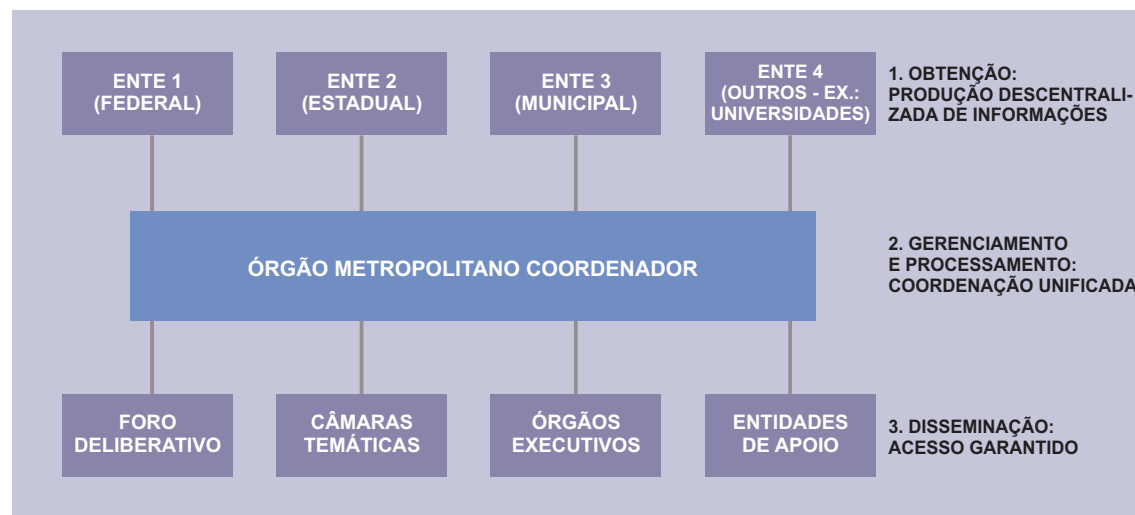 ENTE 1
(FEDERAL)
ENTE 2
(ESTADUAL)
ENTE 3
(MUNICIPAL)
ENTE 4
(OUTROS - EX.:
UNIVERSIDADES)
1. OBTENÇÃO:
PRODUÇÃO DESCENTRALI-
ZADA DE INFORMAÇÕES
ÓRGÃO METROPOLITANO COORDENADOR
2. GERENCIAMENTO
E PROCESSAMENTO:
COORDENAÇÃO UNIFICADA
FORO
DELIBERATIVO
CÂMARAS
TEMÁTICAS
ÓRGÃOS
EXECUTIVOS
ENTIDADES
DE APOIO
3. DISSEMINAÇÃO:
ACESSO GARANTIDO